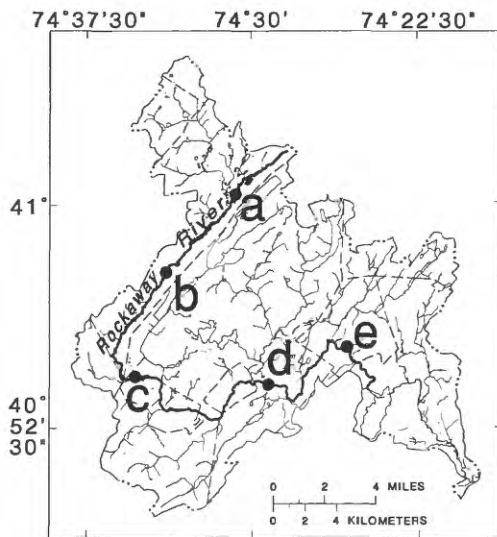 74°37'30" 74°30' 74°22'30"
41°
Rockaway River
a
b
c
d
e
40°
52'
30"
0 2 4 MILES
0 2 4 KILOMETERS